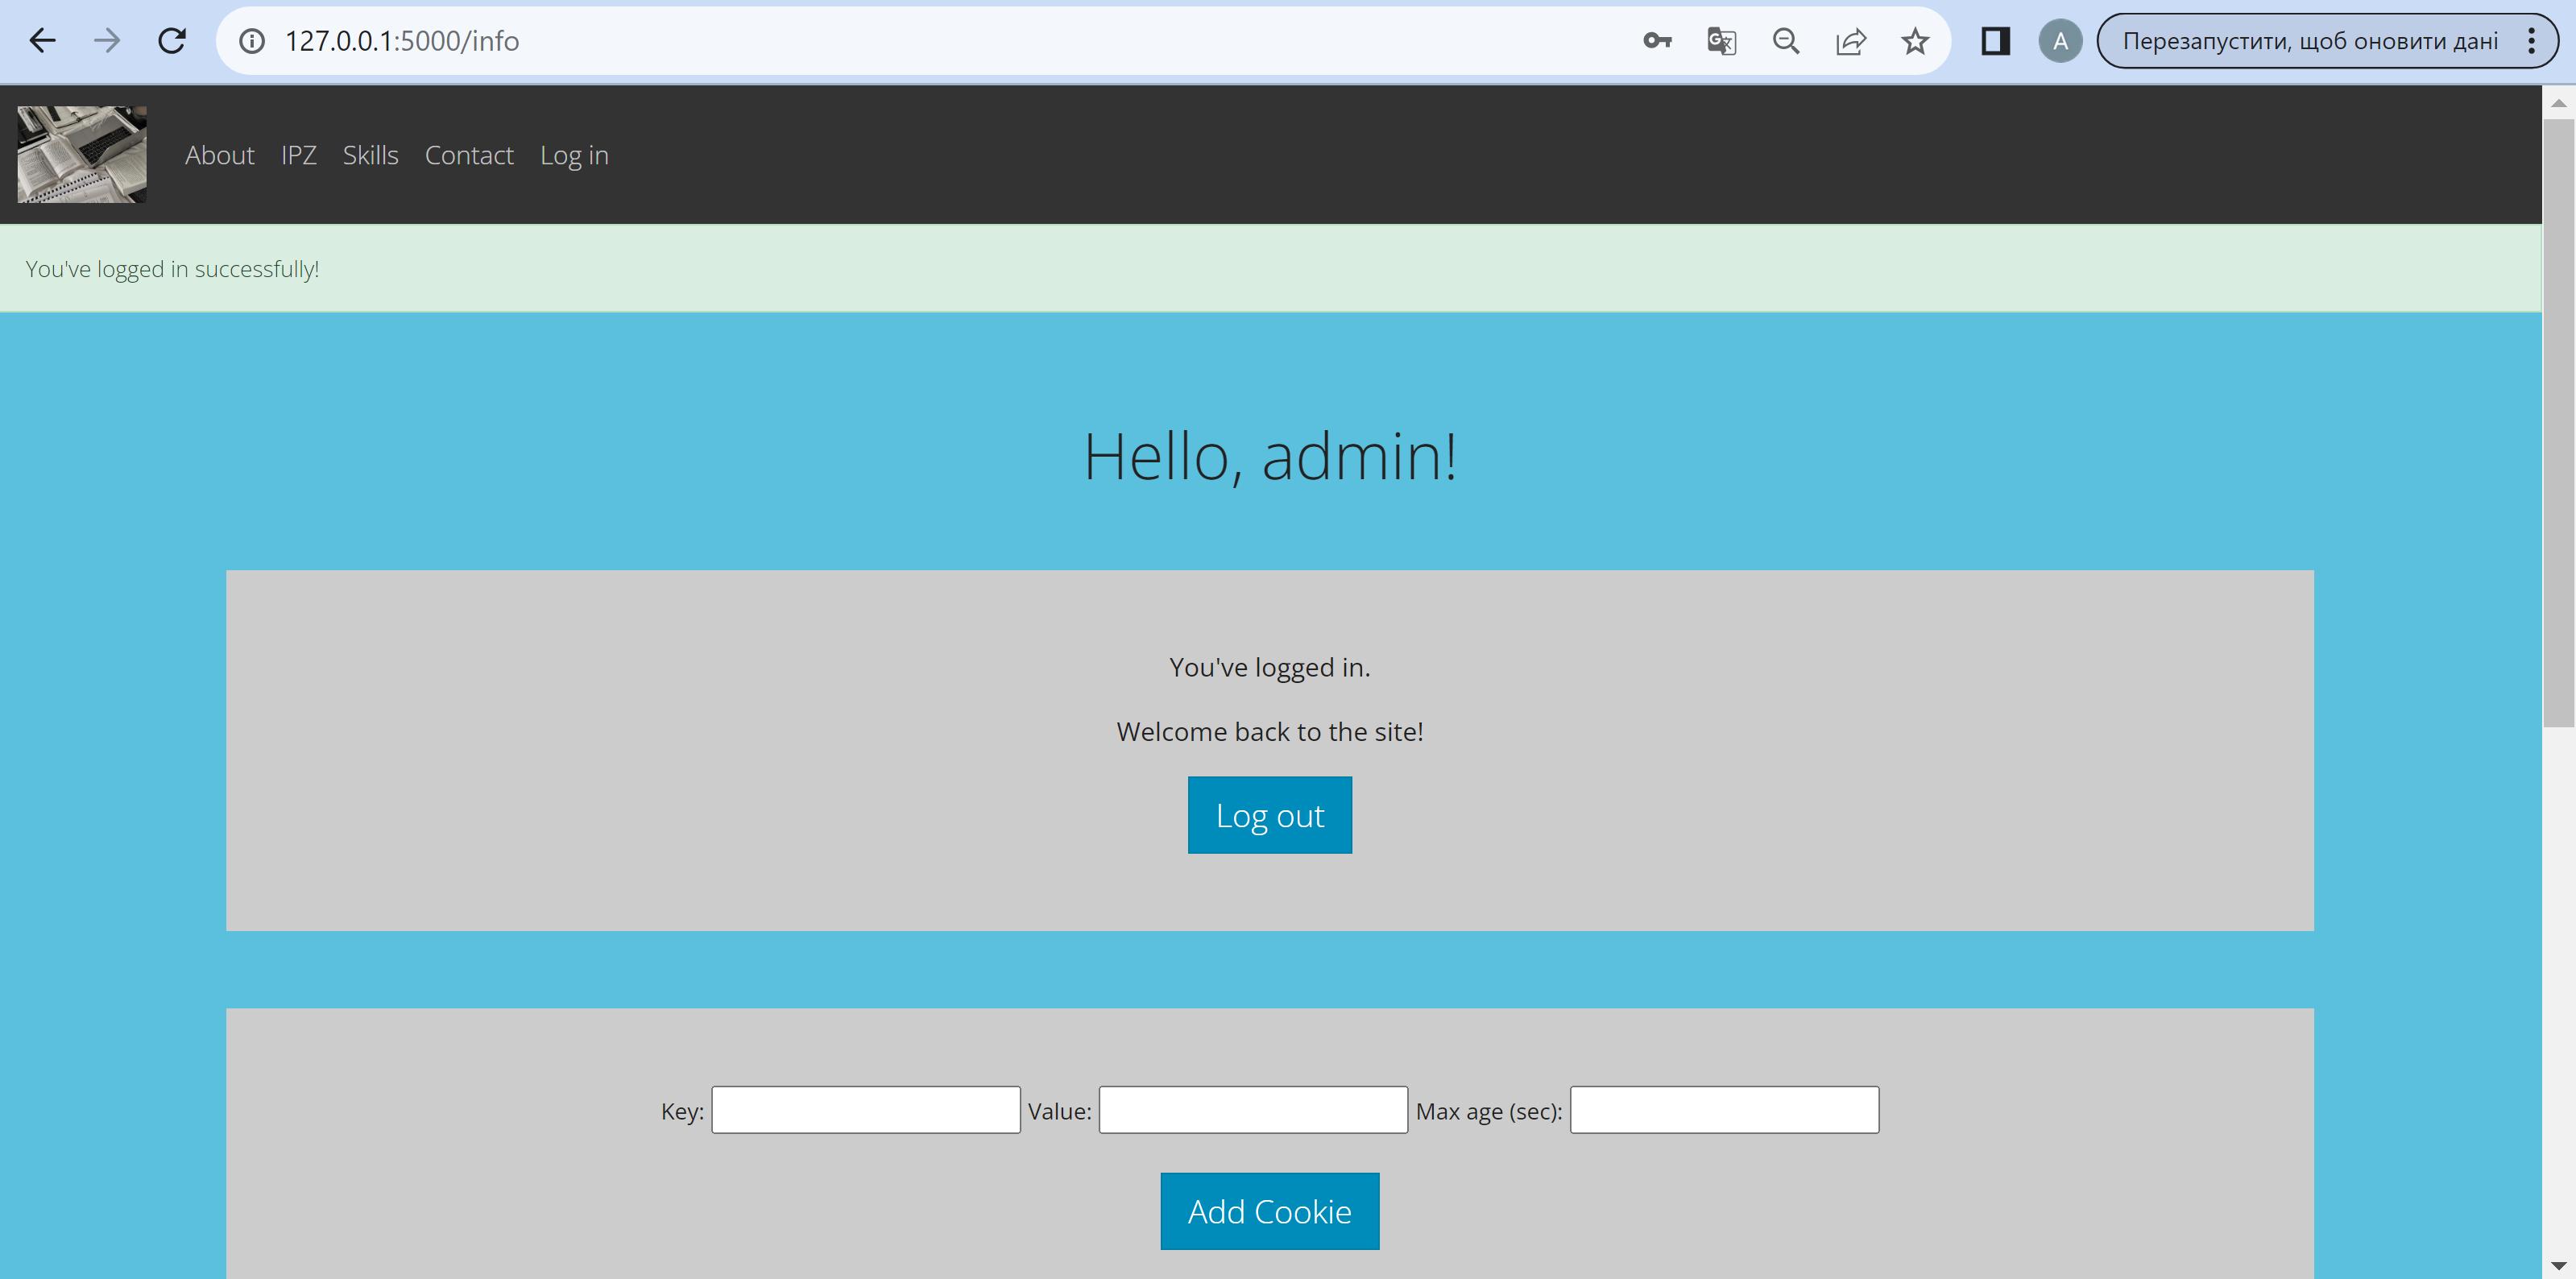 127.0.0.1:5000/info
A
Перезапустити, щоб оновити дані
About IPZ Skills Contact Log in
You've logged in successfully!
Hello, admin!
You've logged in.
Welcome back to the site!
Log out
Key: Value: Max age (sec):
Add Cookie